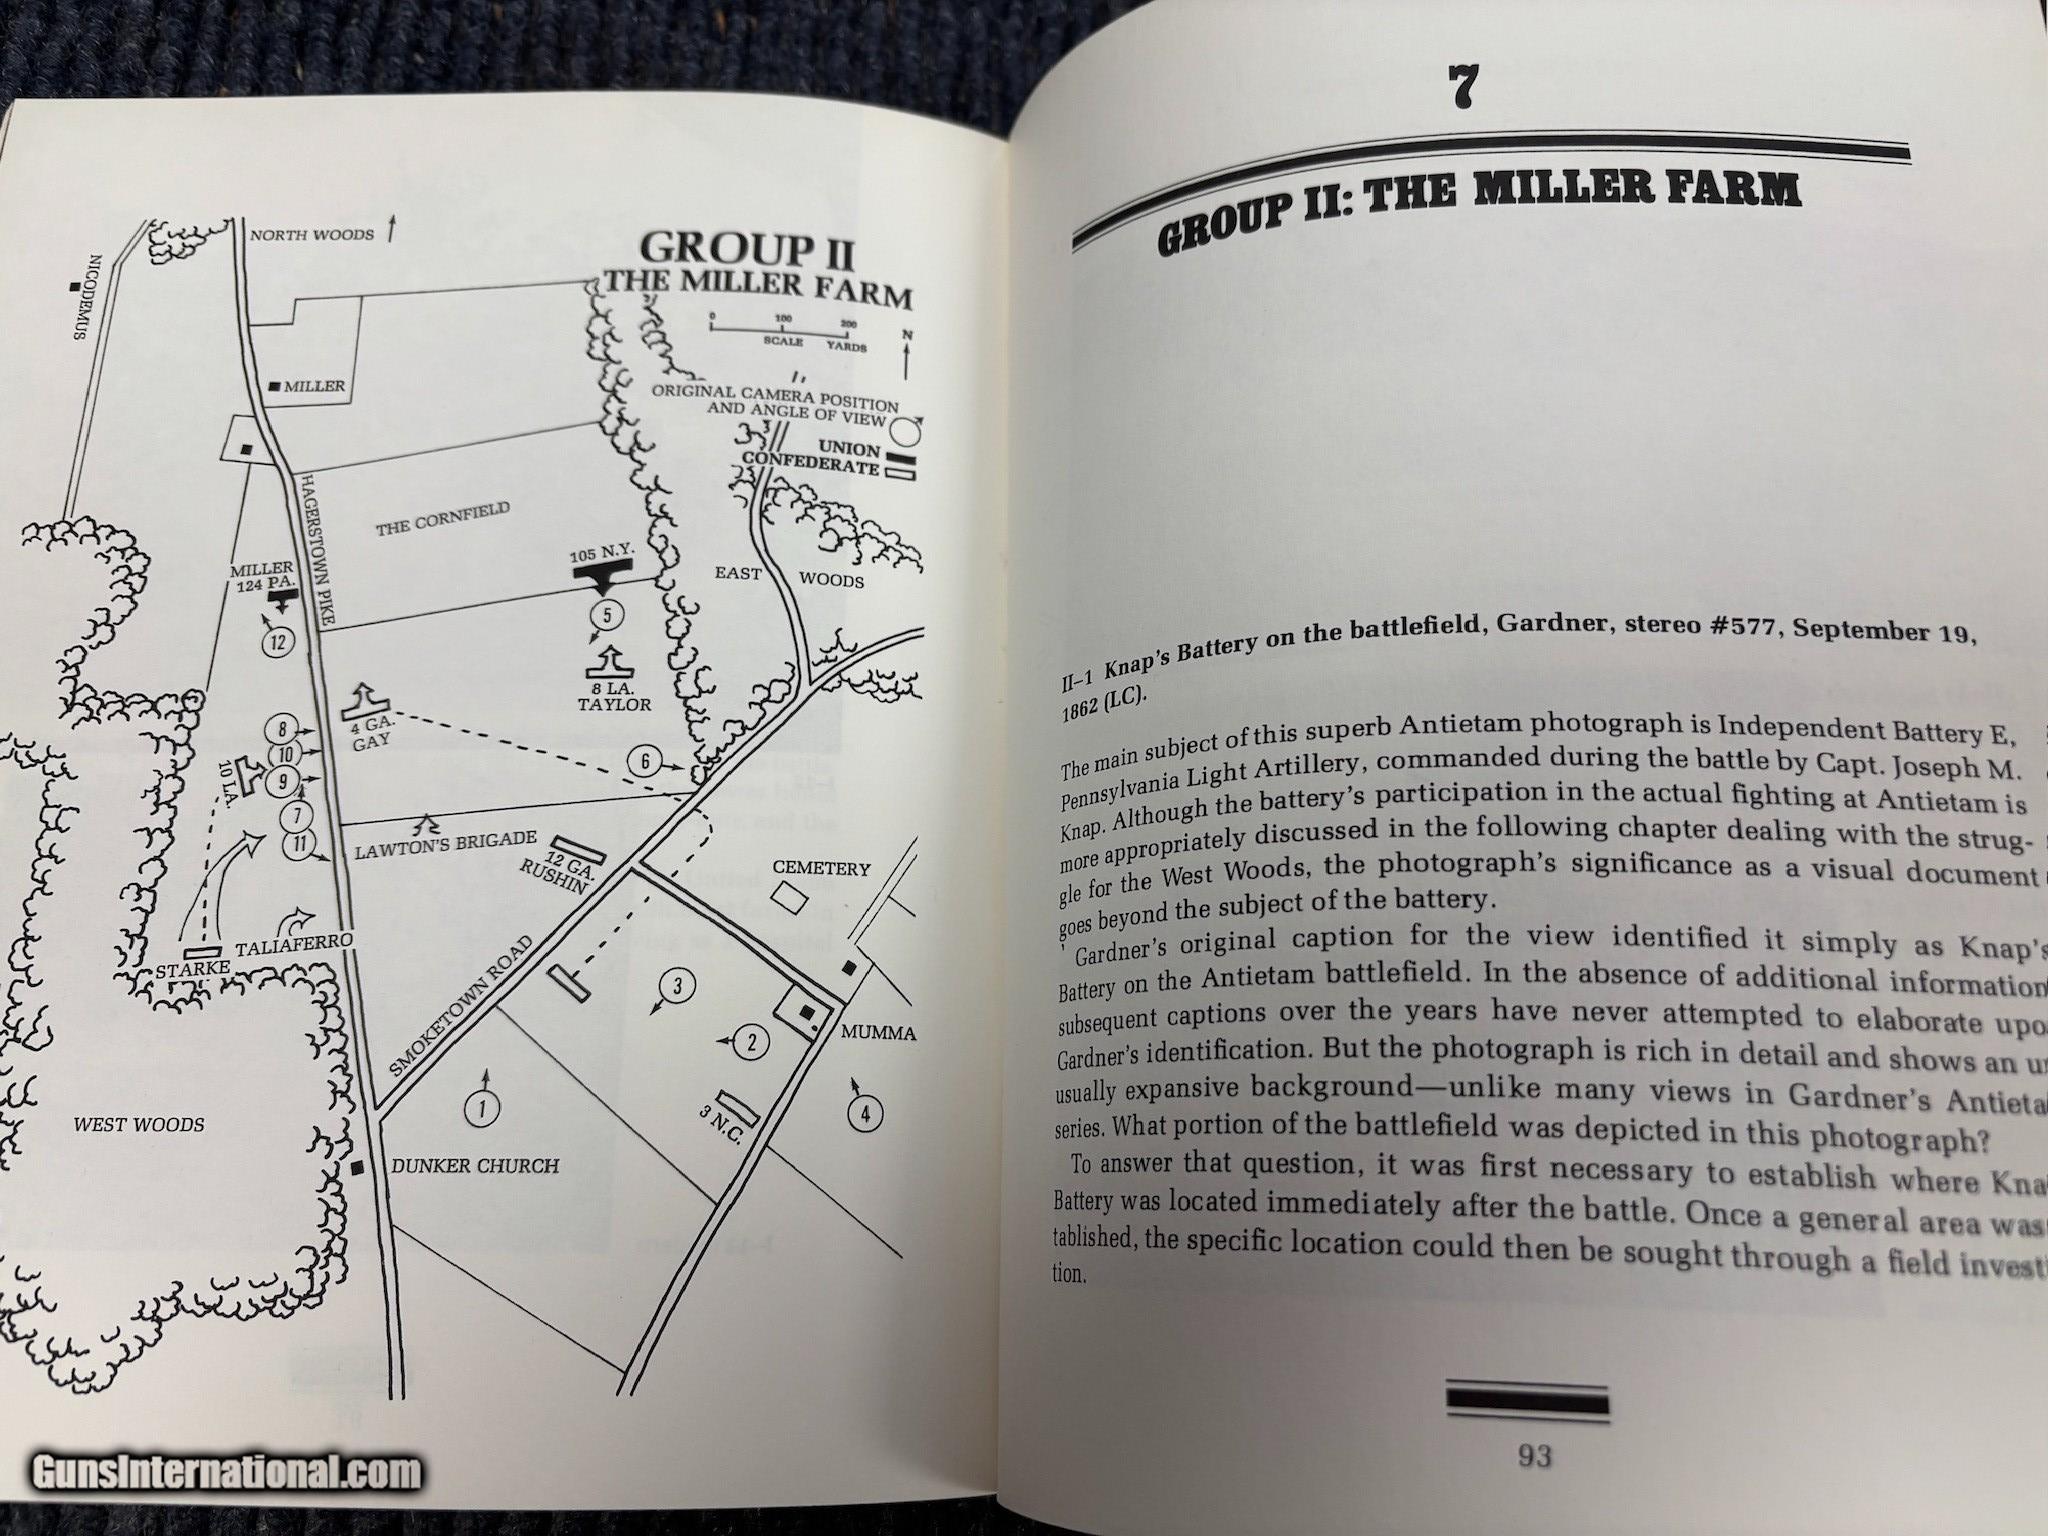 NORTH WOODS
NICODEMUS
GROUP II
THE MILLER FARM
0 100 200
SCALE YARDS
N
MILLER
ORIGINAL CAMERA POSITION
AND ANGLE OF VIEW
UNION
CONFEDERATE
HAGERSTOWN PIKE
THE CORNFIELD
105 N.Y.
EAST WOODS
MILLER
124 PA.
5
12
8 LA.
TAYLOR
4 GA.
GAY
8
10
9
7
11
10 LA.
6
LAWTON'S BRIGADE
12 GA.
RUSHIN
CEMETERY
TALIAFERRO
STARKE
SMOKETOWN ROAD
3
2
MUMMA
1
3 N.C.
4
WEST WOODS
DUNKER CHURCH
7
GROUP II: THE MILLER FARM
II–1 Knap's Battery on the battlefield, Gardner, stereo #577, September 19,
1862 (LC).
The main subject of this superb Antietam photograph is Independent Battery E,
Pennsylvania Light Artillery, commanded during the battle by Capt. Joseph M.
Knap. Although the battery's participation in the actual fighting at Antietam is
more appropriately discussed in the following chapter dealing with the strug-
gle for the West Woods, the photograph's significance as a visual document
goes beyond the subject of the battery.
Gardner's original caption for the view identified it simply as Knap's
Battery on the Antietam battlefield. In the absence of additional information
subsequent captions over the years have never attempted to elaborate upo
Gardner's identification. But the photograph is rich in detail and shows an u
usually expansive background—unlike many views in Gardner's Antieta
series. What portion of the battlefield was depicted in this photograph?
To answer that question, it was first necessary to establish where Kna
Battery was located immediately after the battle. Once a general area was
tablished, the specific location could then be sought through a field investi
tion.
93
GunsInternational.com